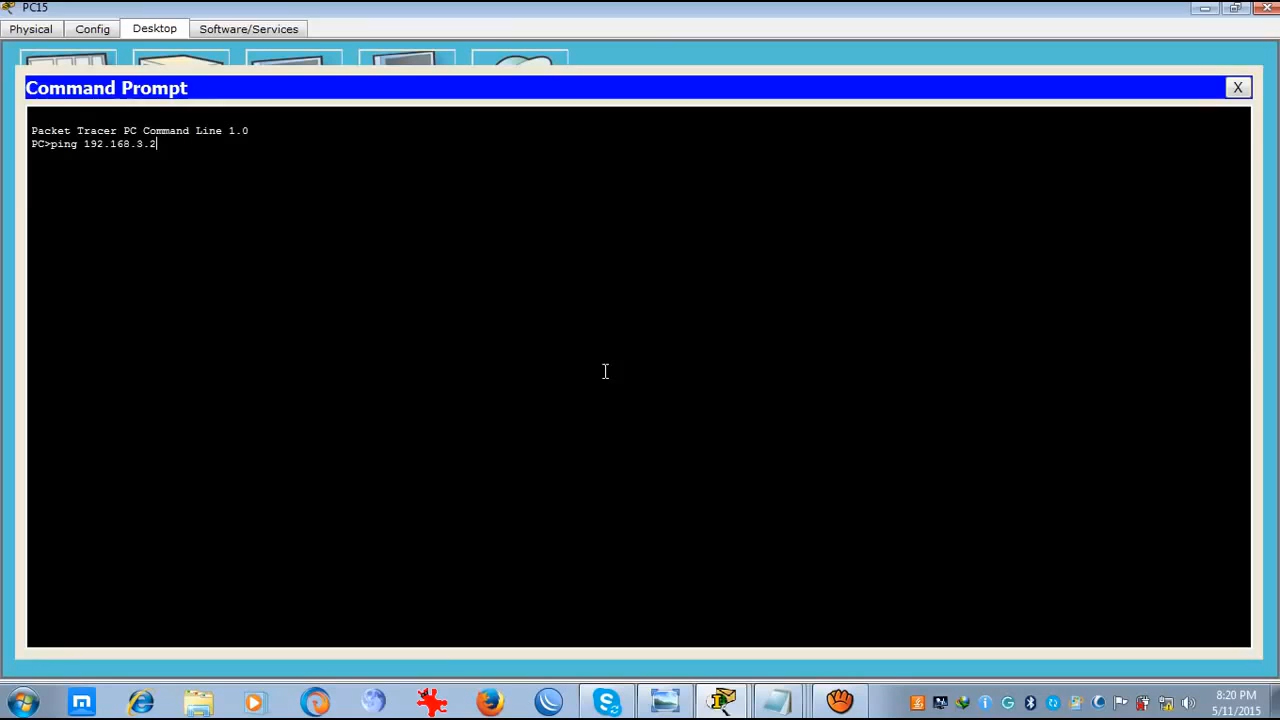 PC15
Physical Config Desktop Software/Services
Command Prompt X
Packet Tracer PC Command Line 1.0
PC>ping 192.168.3.2
8:20 PM
5/11/2015